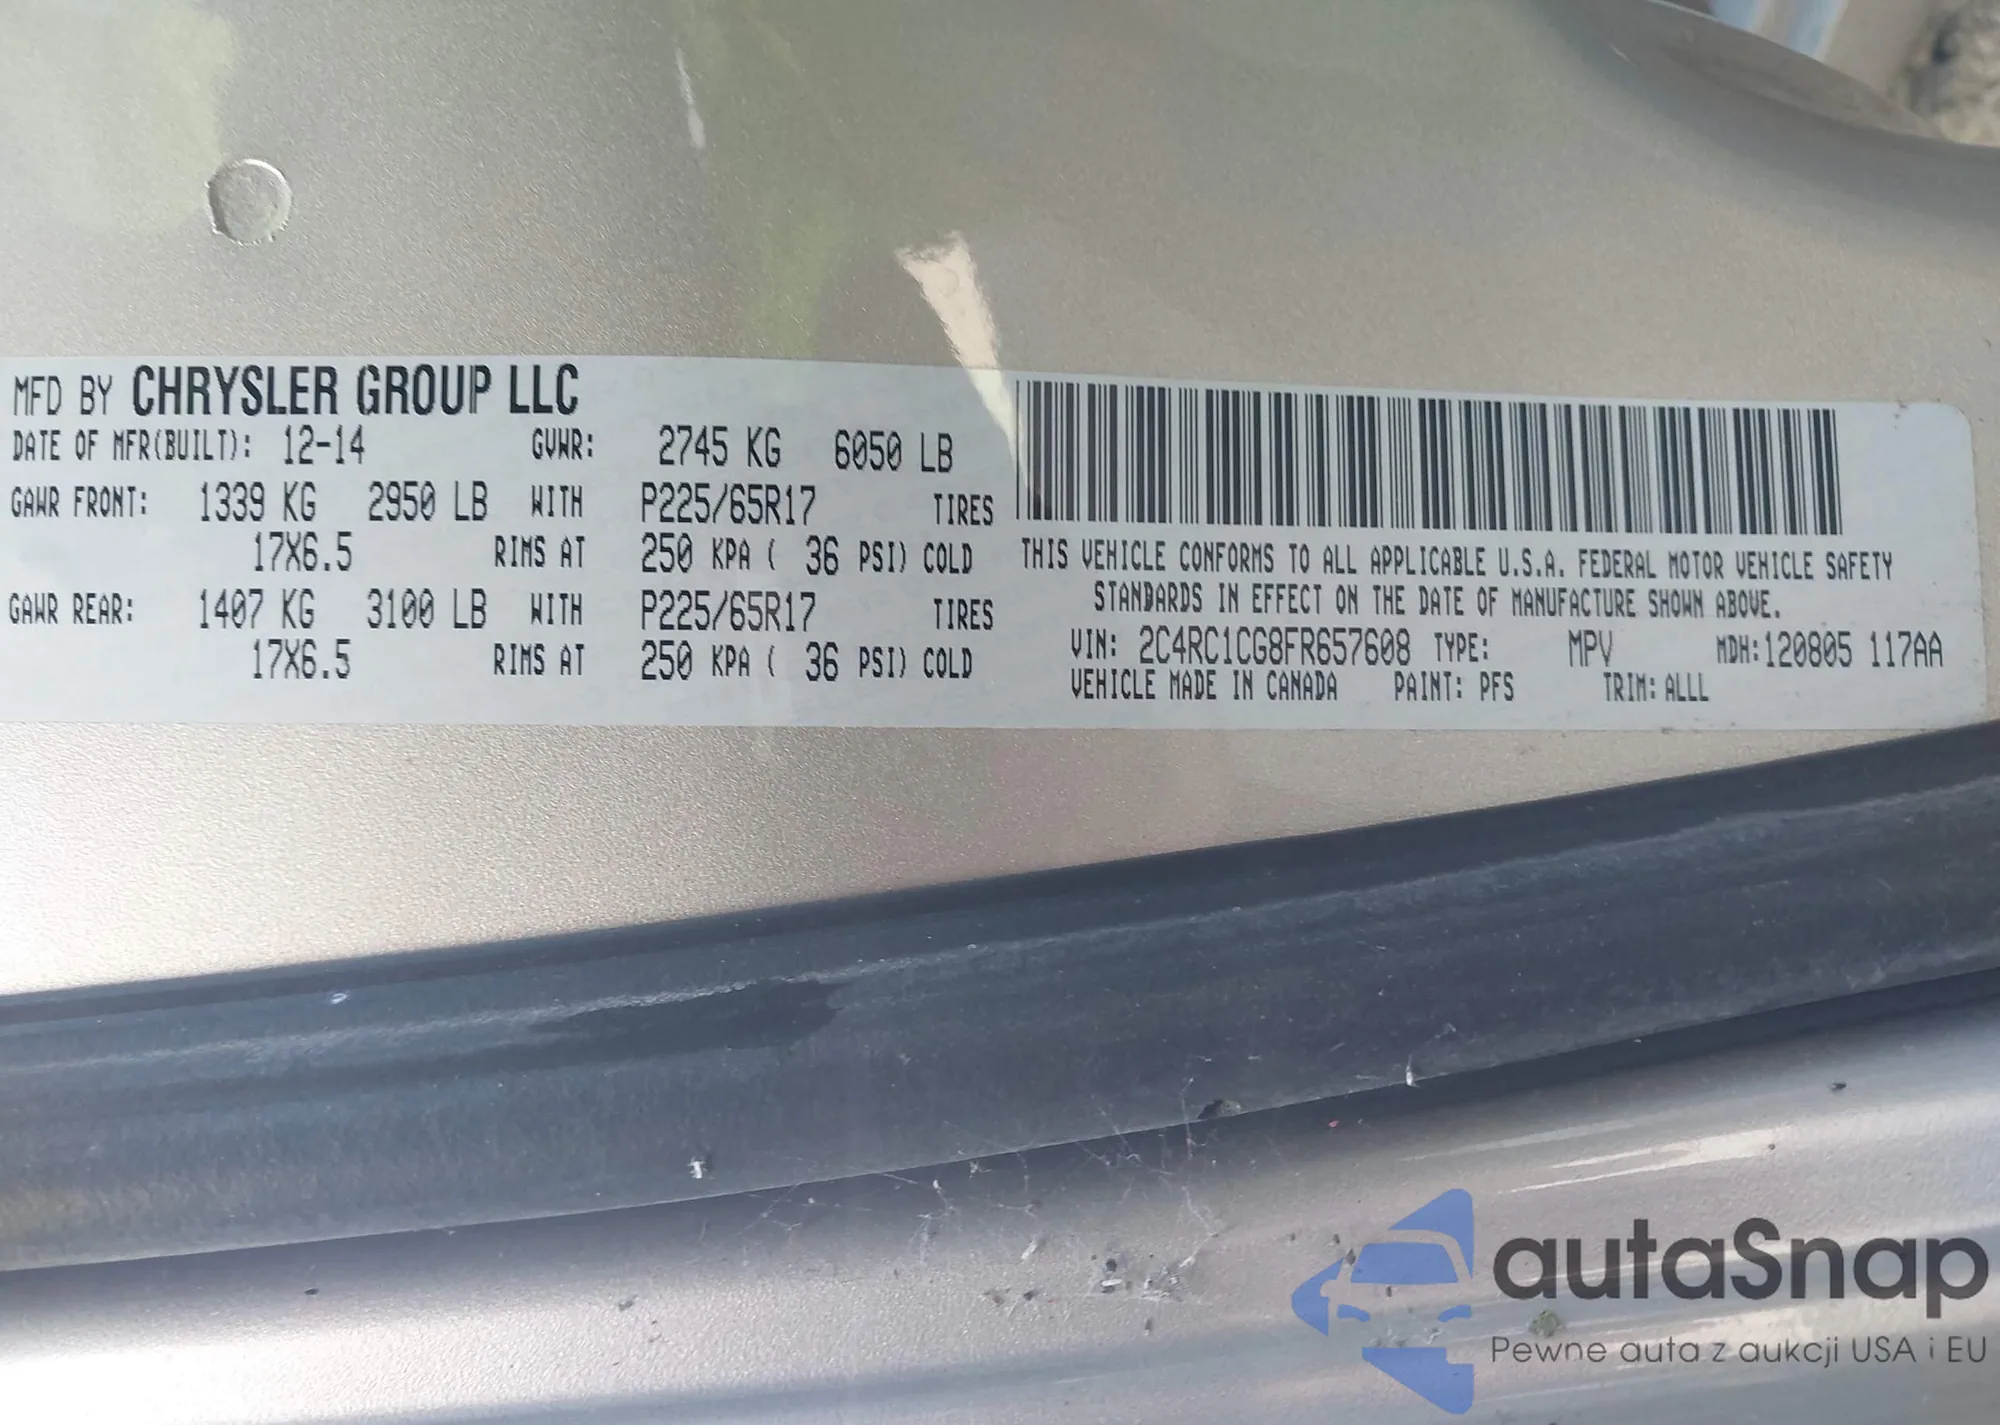 MFD BY CHRYSLER GROUP LLC
DATE OF MFR(BUILT): 12-14 GVWR: 2745 KG 6050 LB
GAWR FRONT: 1339 KG 2950 LB WITH P225/65R17 TIRES
17X6.5 RIMS AT 250 KPA ( 36 PSI) COLD
GAWR REAR: 1407 KG 3100 LB WITH P225/65R17 TIRES
17X6.5 RIMS AT 250 KPA ( 36 PSI) COLD
THIS VEHICLE CONFORMS TO ALL APPLICABLE U.S.A. FEDERAL MOTOR VEHICLE SAFETY
STANDARDS IN EFFECT ON THE DATE OF MANUFACTURE SHOWN ABOVE.
VIN: 2C4RC1CG8FR657608 TYPE: MPV MDH:120805 117AA
VEHICLE MADE IN CANADA PAINT: PFS TRIM: ALLL
autaSnap
Pewne auta z aukcji USA i EU